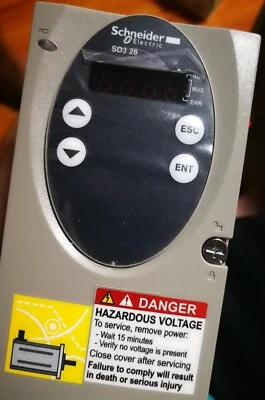 Schneider
Electric
SD3 28
RUN
BUS
ERR
ESC
ENT
DANGER
HAZARDOUS VOLTAGE
To service, remove power:
- Wait 15 minutes
- Verify no voltage is present
Close cover after servicing
Failure to comply will result
in death or serious injury